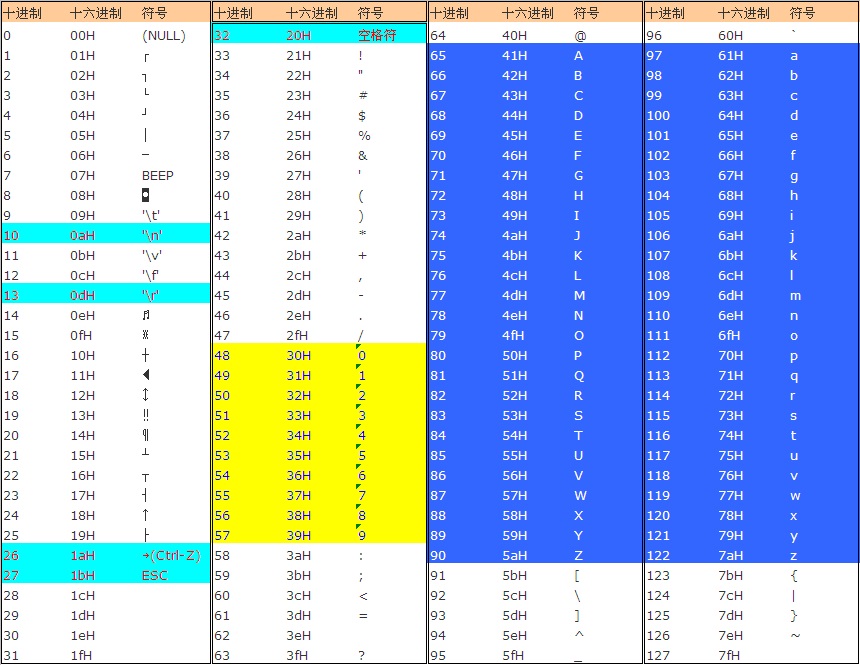 十进制 十六进制 符号
0 00H (NULL)
1 01H ┌
2 02H ┐
3 03H └
4 04H ┘
5 05H │
6 06H ─
7 07H BEEP
8 08H ◘
9 09H '\t'
10 0aH '\n'
11 0bH '\v'
12 0cH '\f'
13 0dH '\r'
14 0eH ♫
15 0fH ¤
16 10H ┼
17 11H ◄
18 12H ↕
19 13H ‼
20 14H ¶
21 15H ┴
22 16H ┬
23 17H ┤
24 18H ↑
25 19H ├
26 1aH →(Ctrl-Z)
27 1bH ESC
28 1cH
29 1dH
30 1eH
31 1fH
十进制 十六进制 符号
32 20H 空格符
33 21H !
34 22H "
35 23H #
36 24H $
37 25H %
38 26H &
39 27H '
40 28H (
41 29H )
42 2aH *
43 2bH +
44 2cH ,
45 2dH -
46 2eH .
47 2fH /
48 30H 0
49 31H 1
50 32H 2
51 33H 3
52 34H 4
53 35H 5
54 36H 6
55 37H 7
56 38H 8
57 39H 9
58 3aH :
59 3bH ;
60 3cH <
61 3dH =
62 3eH
63 3fH ?
十进制 十六进制 符号
64 40H @
65 41H A
66 42H B
67 43H C
68 44H D
69 45H E
70 46H F
71 47H G
72 48H H
73 49H I
74 4aH J
75 4bH K
76 4cH L
77 4dH M
78 4eH N
79 4fH O
80 50H P
81 51H Q
82 52H R
83 53H S
84 54H T
85 55H U
86 56H V
87 57H W
88 58H X
89 59H Y
90 5aH Z
91 5bH [
92 5cH \
93 5dH ]
94 5eH ^
95 5fH _
十进制 十六进制 符号
96 60H `
97 61H a
98 62H b
99 63H c
100 64H d
101 65H e
102 66H f
103 67H g
104 68H h
105 69H i
106 6aH j
107 6bH k
108 6cH l
109 6dH m
110 6eH n
111 6fH o
112 70H p
113 71H q
114 72H r
115 73H s
116 74H t
117 75H u
118 76H v
119 77H w
120 78H x
121 79H y
122 7aH z
123 7bH {
124 7cH |
125 7dH }
126 7eH ~
127 7fH